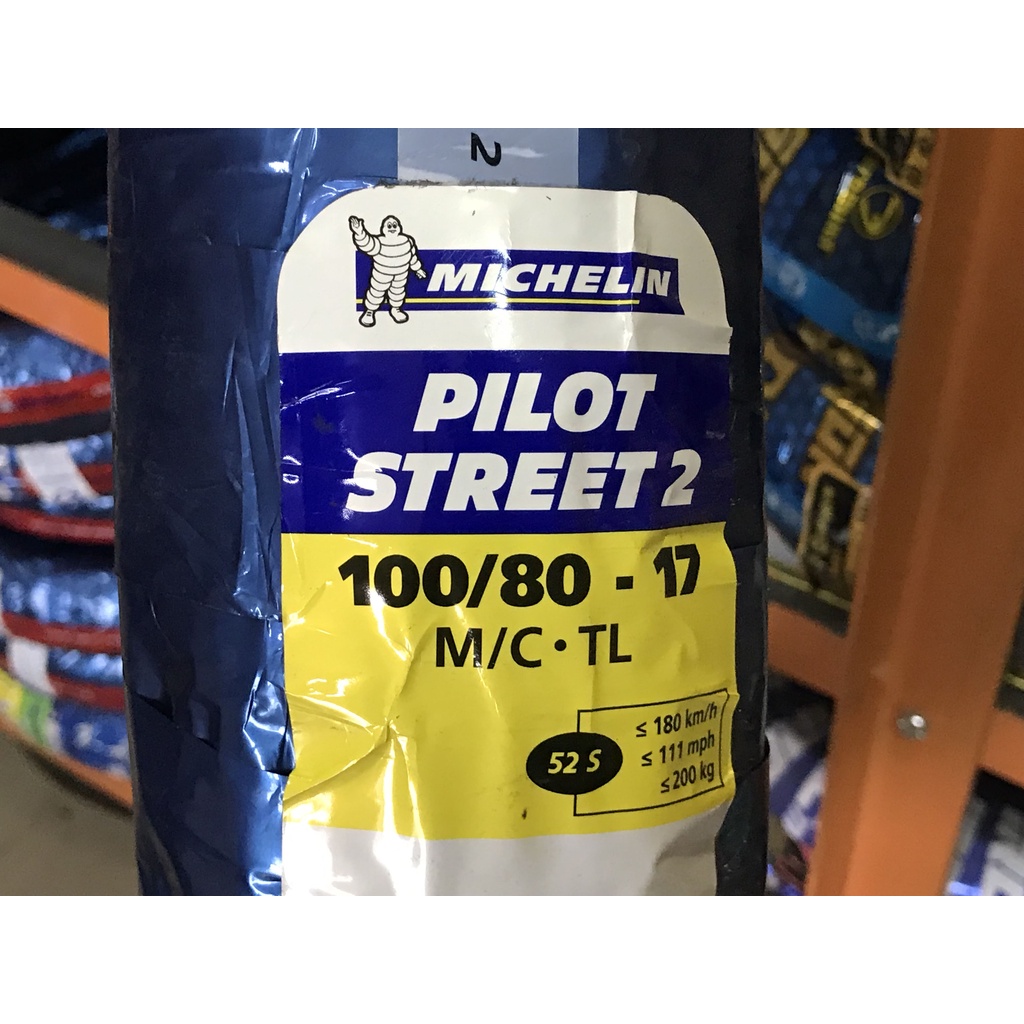 2
MICHELIN
PILOT
STREET 2
100/80 - 17
M/C • TL
52 S
≤ 180 km/h
≤ 111 mph
≤ 200 kg